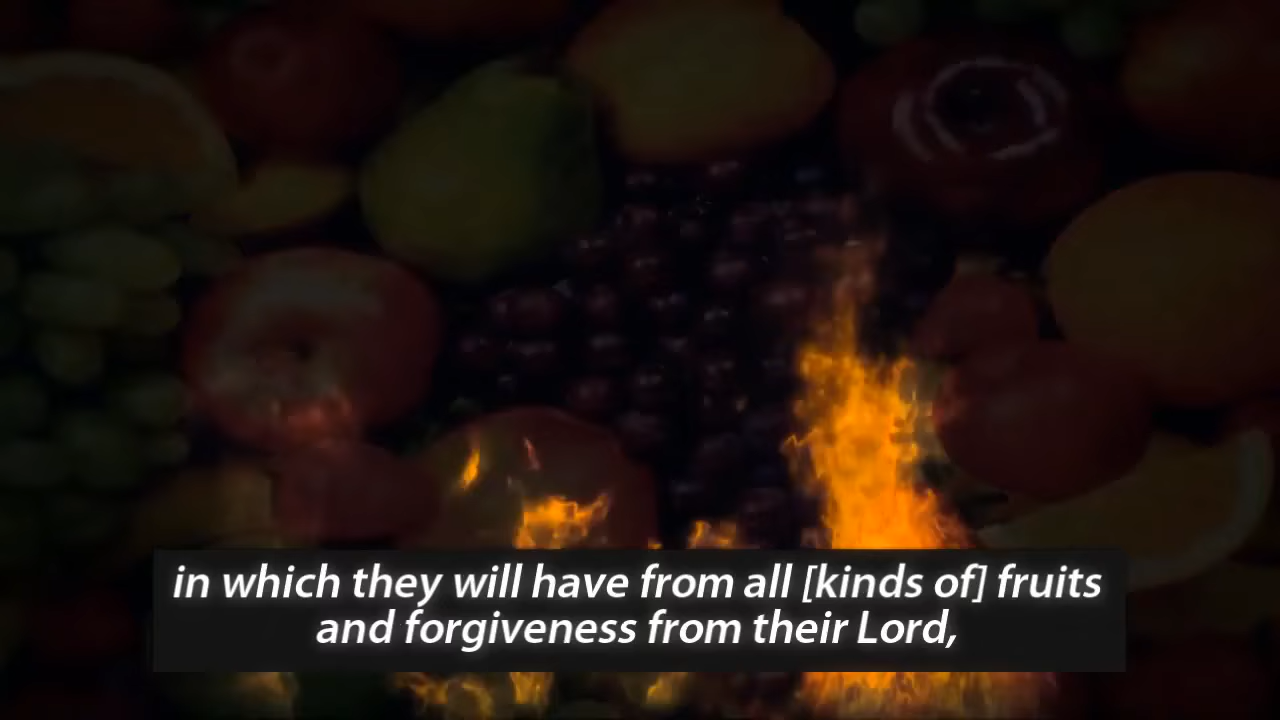 in which they will have from all [kinds of] fruits
and forgiveness from their Lord,